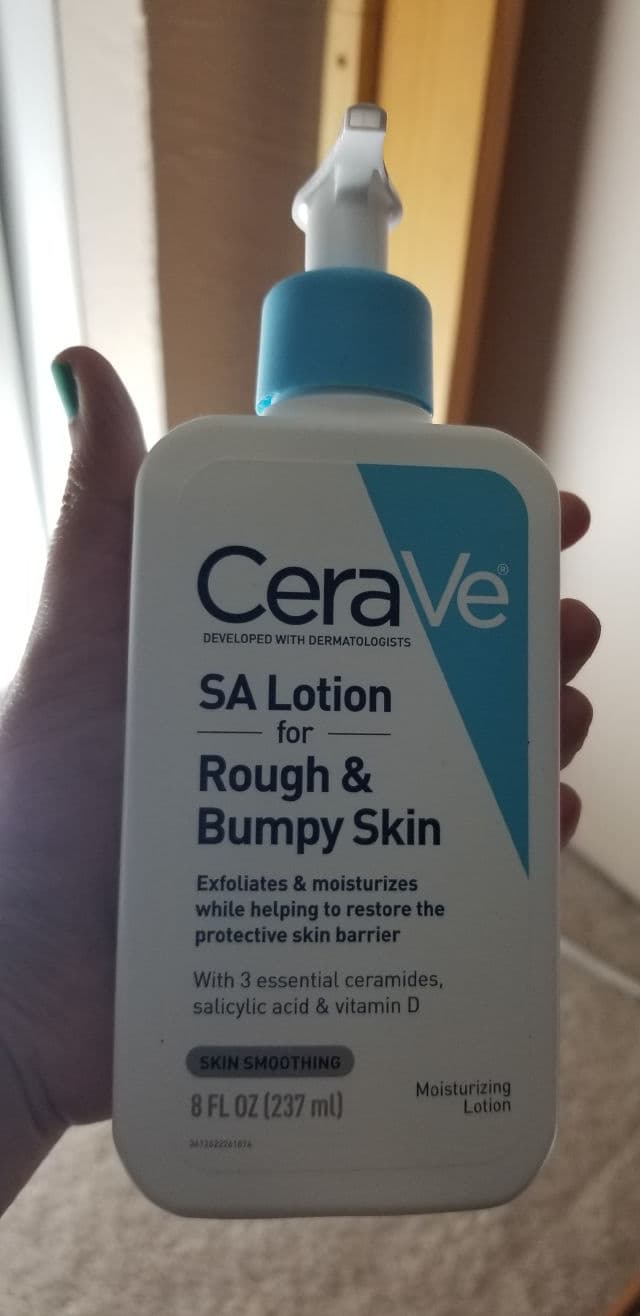 CeraVe®
DEVELOPED WITH DERMATOLOGISTS
SA Lotion
for
Rough &
Bumpy Skin
Exfoliates & moisturizes
while helping to restore the
protective skin barrier
With 3 essential ceramides,
salicylic acid & vitamin D
SKIN SMOOTHING
8 FL OZ (237 ml)
Moisturizing
Lotion